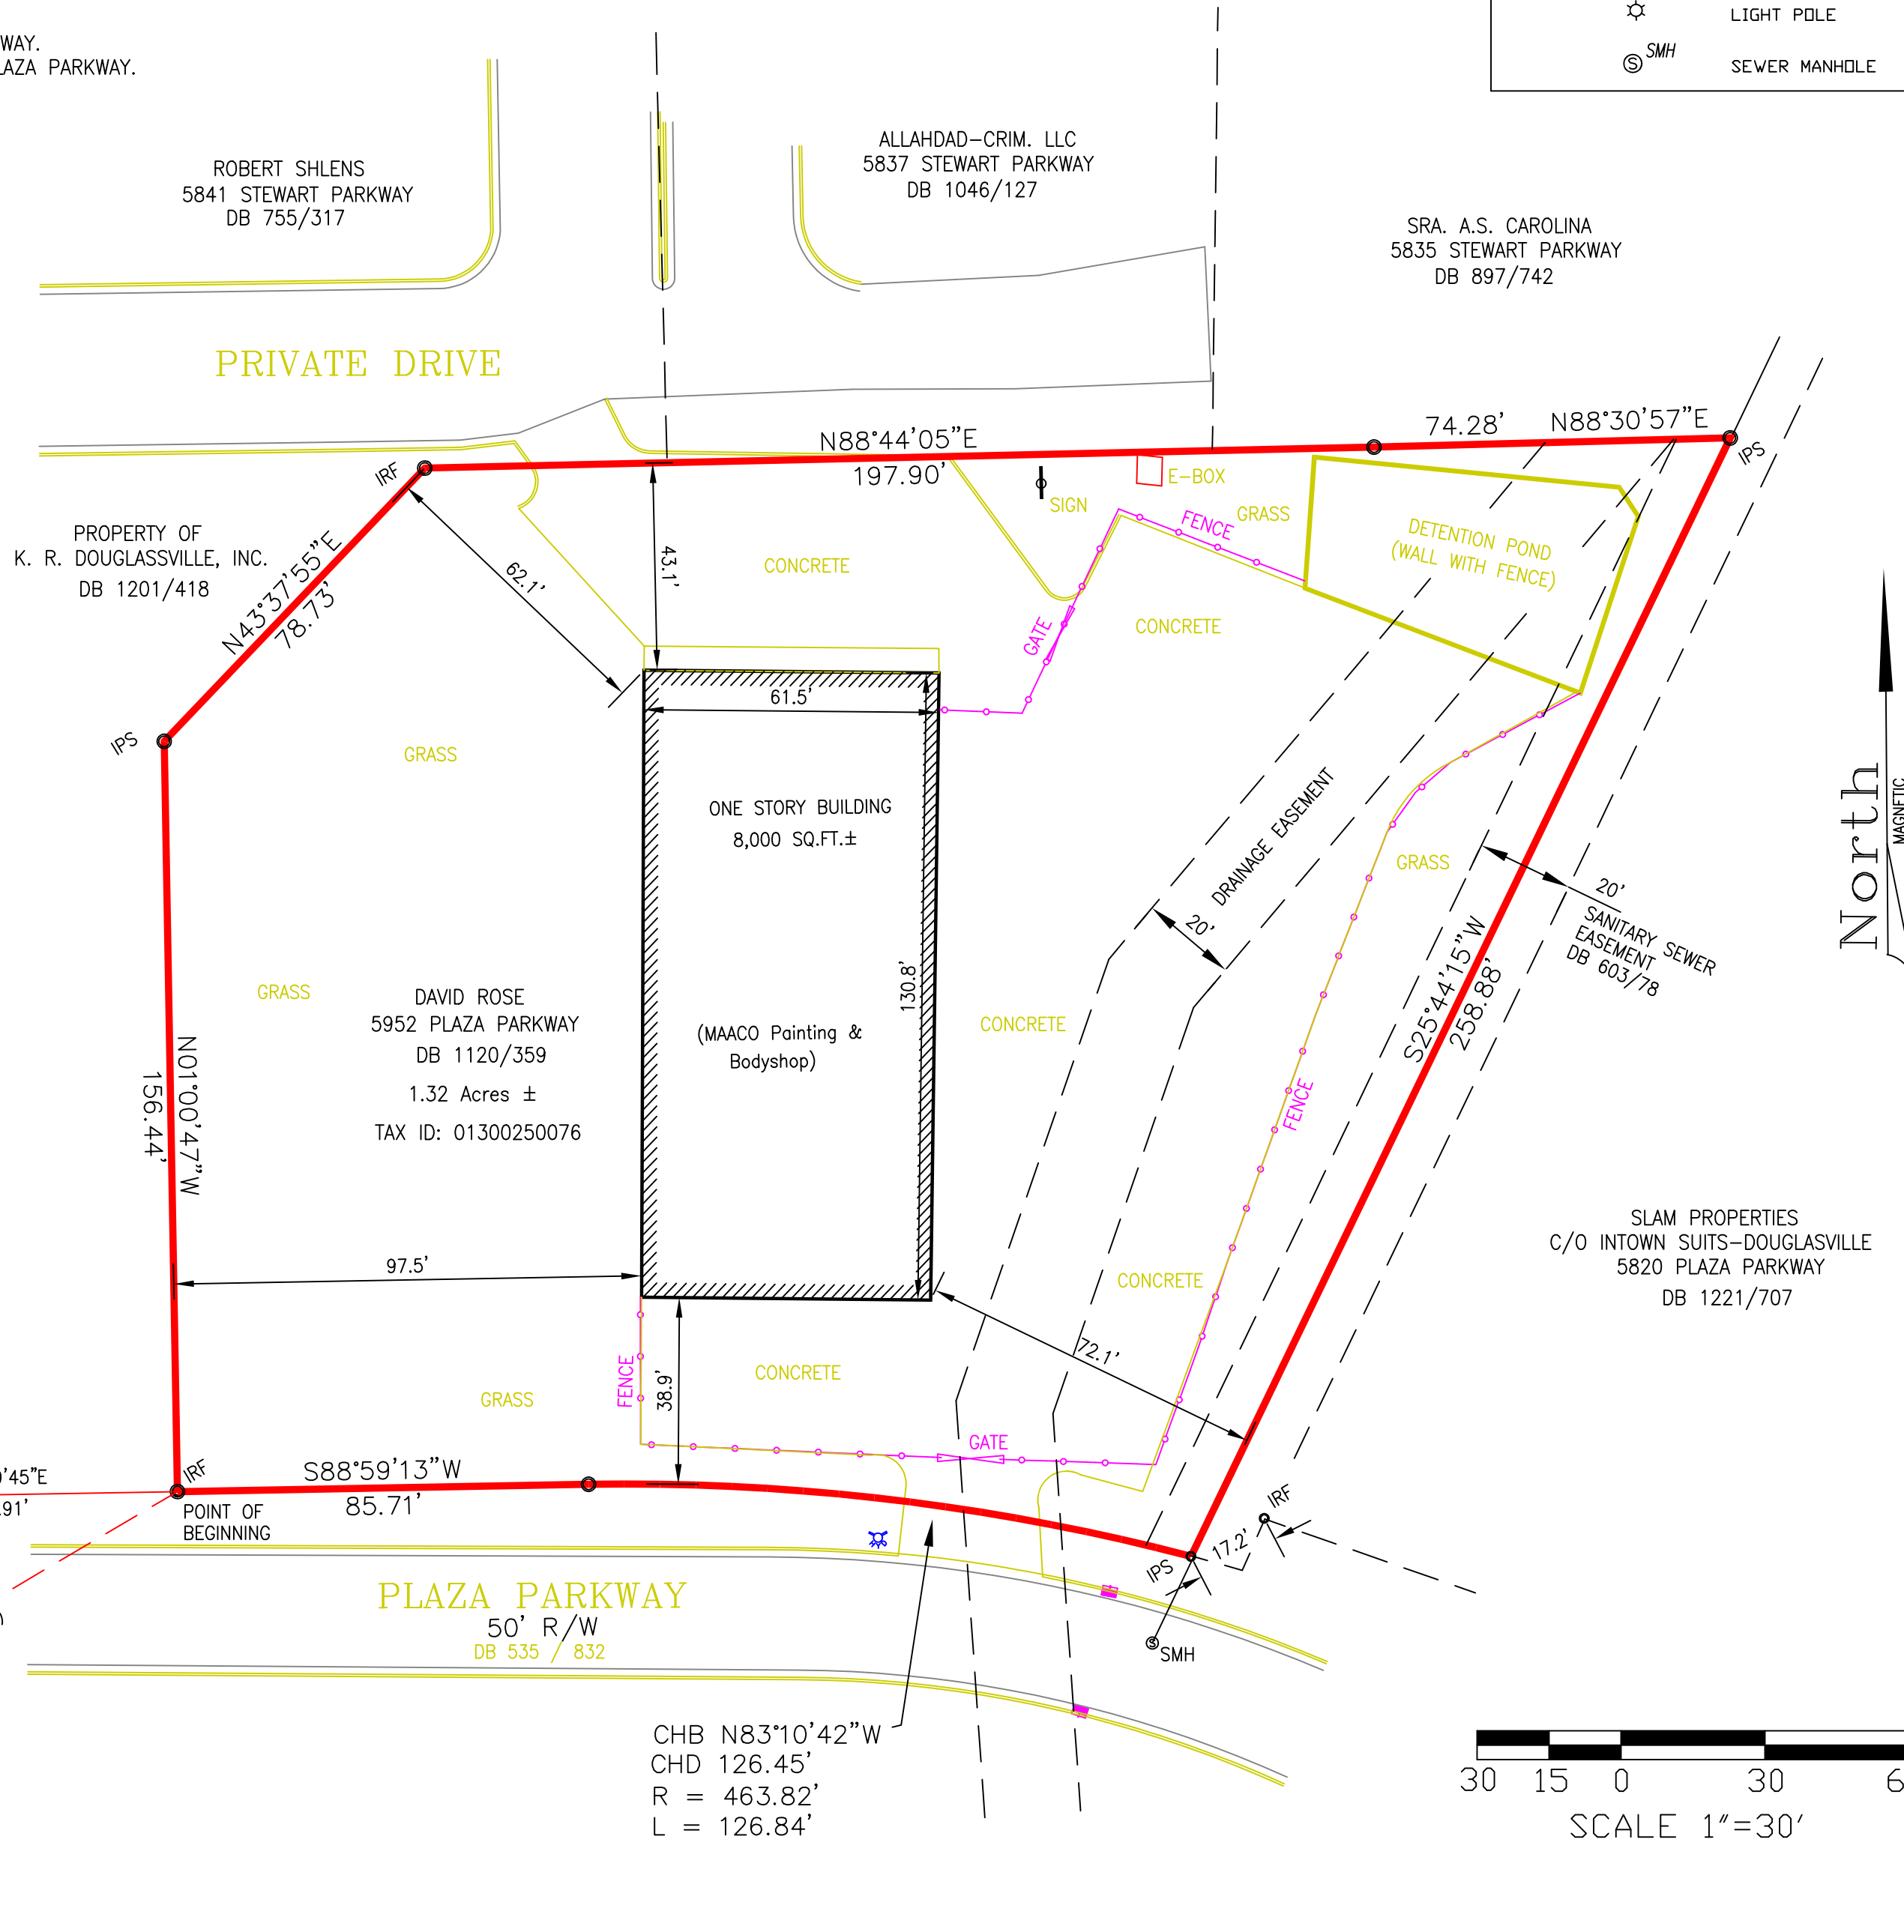 WAY.
LAZA PARKWAY.
LIGHT POLE
SMH
SEWER MANHOLE
ROBERT SHLENS
5841 STEWART PARKWAY
DB 755/317
ALLAHDAD-CRIM. LLC
5837 STEWART PARKWAY
DB 1046/127
SRA. A.S. CAROLINA
5835 STEWART PARKWAY
DB 897/742
PRIVATE DRIVE
N88°44'05"E
197.90'
74.28'
N88°30'57"E
IPS
IRF
E-BOX
SIGN
FENCE
GRASS
DETENTION POND
(WALL WITH FENCE)
PROPERTY OF
K. R. DOUGLASSVILLE, INC.
DB 1201/418
N43°37'55"E
78.73'
62.1'
43.1'
CONCRETE
GATE
CONCRETE
IPS
GRASS
61.5'
ONE STORY BUILDING
8,000 SQ.FT.±
DRAINAGE EASEMENT
20'
GRASS
20'
SANITARY SEWER
EASEMENT
DB 603/78
North
MAGNETIC
GRASS
DAVID ROSE
5952 PLAZA PARKWAY
DB 1120/359
1.32 Acres ±
TAX ID: 01300250076
130.8'
(MAACO Painting &
Bodyshop)
CONCRETE
S25°44'15"W
258.88'
N01°00'47"W
156.44'
FENCE
SLAM PROPERTIES
C/O INTOWN SUITS-DOUGLASVILLE
5820 PLAZA PARKWAY
DB 1221/707
97.5'
CONCRETE
72.1'
FENCE
38.9'
CONCRETE
GRASS
GATE
'45"E
.91'
IRF
S88°59'13"W
85.71'
POINT OF
BEGINNING
IRF
17.2'
IPS
SMH
PLAZA PARKWAY
50' R/W
DB 535 / 832
CHB N83°10'42"W
CHD 126.45'
R = 463.82'
L = 126.84'
30 15 0 30 6
SCALE 1"=30'